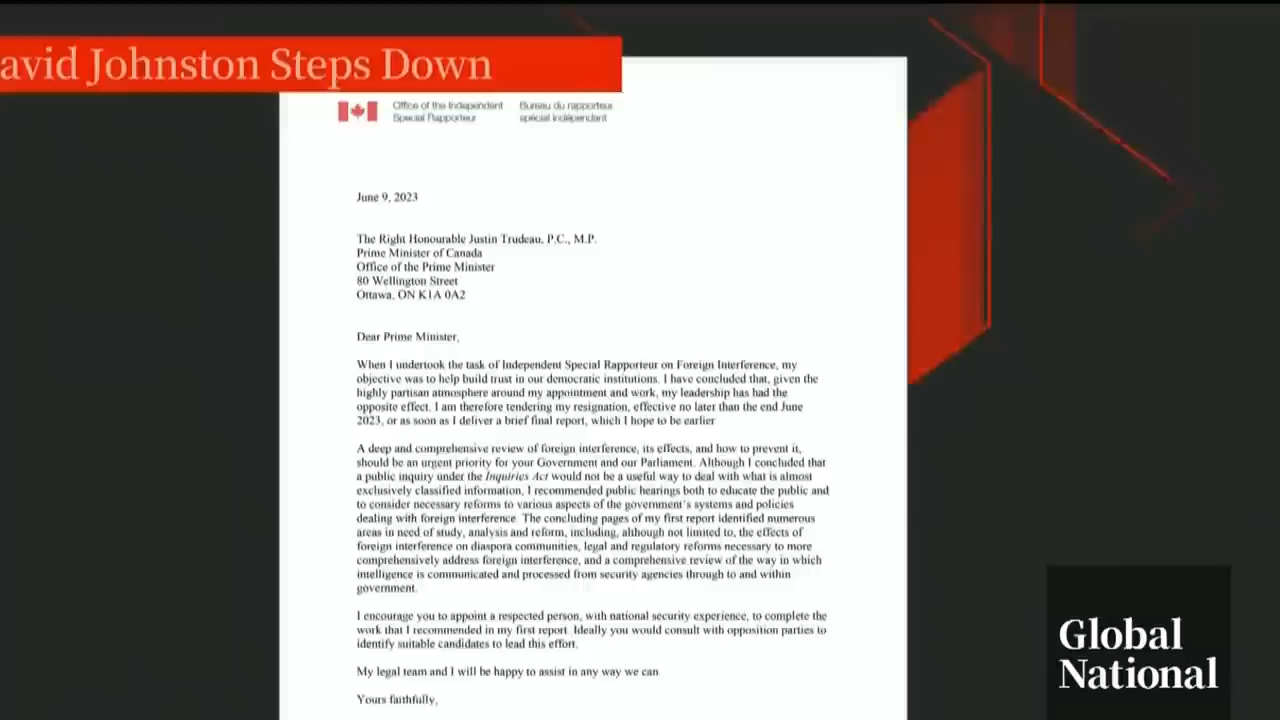 avid Johnston Steps Down
Office of the Independent
Special Rapporteur
Bureau du rapporteur
spécial indépendant
June 9, 2023
The Right Honourable Justin Trudeau, P.C., M.P.
Prime Minister of Canada
Office of the Prime Minister
80 Wellington Street
Ottawa, ON K1A 0A2
Dear Prime Minister,
When I undertook the task of Independent Special Rapporteur on Foreign Interference, my
objective was to help build trust in our democratic institutions. I have concluded that, given the
highly partisan atmosphere around my appointment and work, my leadership has had the
opposite effect. I am therefore tendering my resignation, effective no later than the end June
2023, or as soon as I deliver a brief final report, which I hope to be earlier
A deep and comprehensive review of foreign interference, its effects, and how to prevent it,
should be an urgent priority for your Government and our Parliament. Although I concluded that
a public inquiry under the Inquiries Act would not be a useful way to deal with what is almost
exclusively classified information, I recommended public hearings both to educate the public and
to consider necessary reforms to various aspects of the government's systems and policies
dealing with foreign interference. The concluding pages of my first report identified numerous
areas in need of study, analysis and reform, including, although not limited to, the effects of
foreign interference on diaspora communities, legal and regulatory reforms necessary to more
comprehensively address foreign interference, and a comprehensive review of the way in which
intelligence is communicated and processed from security agencies through to and within
government.
I encourage you to appoint a respected person, with national security experience, to complete the
work that I recommended in my first report. Ideally you would consult with opposition parties to
identify suitable candidates to lead this effort.
My legal team and I will be happy to assist in any way we can
Yours faithfully,
Global
National